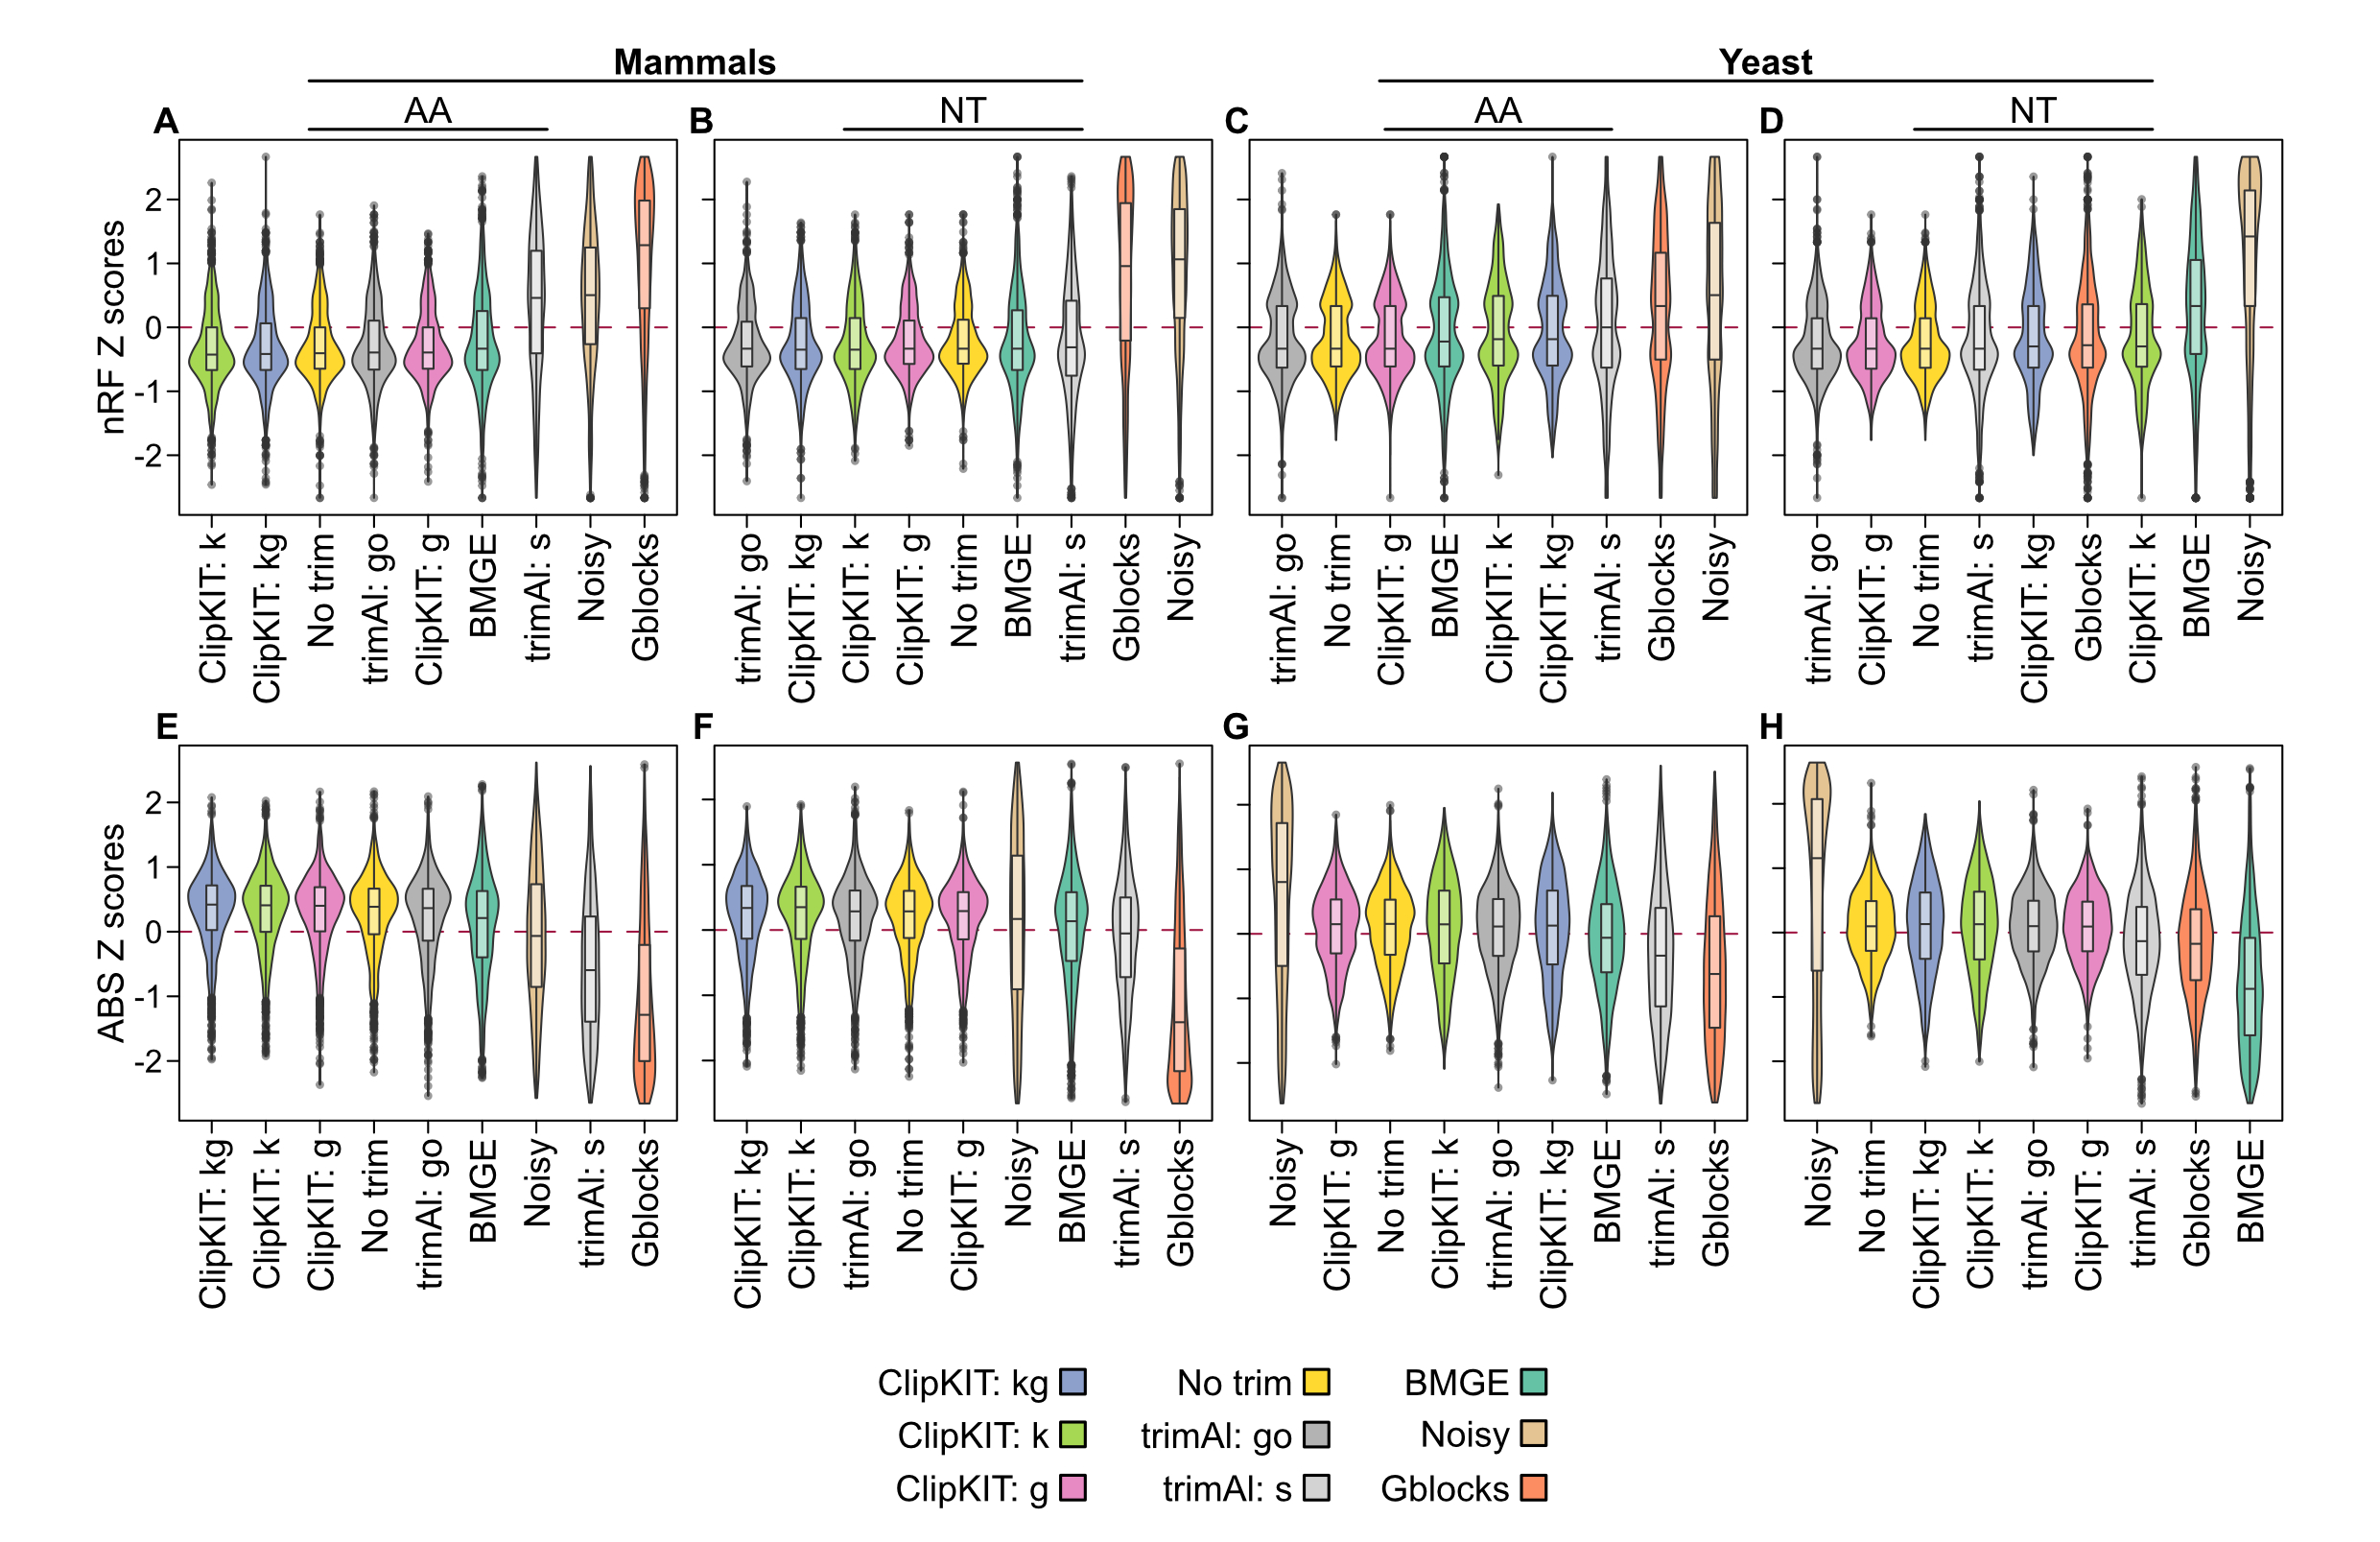 Mammals
Yeast
AA
NT
AA
NT
A
B
C
D
nRF Z scores
2
1
0
-1
-2
ClipKIT: k
ClipKIT: kg
No trim
trimAl: go
ClipKIT: g
BMGE
trimAl: s
Noisy
Gblocks
trimAl: go
ClipKIT: kg
ClipKIT: k
ClipKIT: g
No trim
BMGE
trimAl: s
Gblocks
Noisy
trimAl: go
No trim
ClipKIT: g
BMGE
ClipKIT: k
ClipKIT: kg
trimAl: s
Gblocks
Noisy
trimAl: go
ClipKIT: g
No trim
trimAl: s
ClipKIT: kg
Gblocks
ClipKIT: k
BMGE
Noisy
E
F
G
H
ABS Z scores
2
1
0
-1
-2
ClipKIT: kg
ClipKIT: k
ClipKIT: g
No trim
trimAl: go
BMGE
Noisy
trimAl: s
Gblocks
ClipKIT: kg
ClipKIT: k
trimAl: go
No trim
ClipKIT: g
Noisy
BMGE
trimAl: s
Gblocks
Noisy
ClipKIT: g
No trim
ClipKIT: k
trimAl: go
ClipKIT: kg
BMGE
trimAl: s
Gblocks
Noisy
No trim
ClipKIT: kg
ClipKIT: k
trimAl: go
ClipKIT: g
trimAl: s
Gblocks
BMGE
ClipKIT: kg
No trim
BMGE
ClipKIT: k
trimAl: go
Noisy
ClipKIT: g
trimAl: s
Gblocks